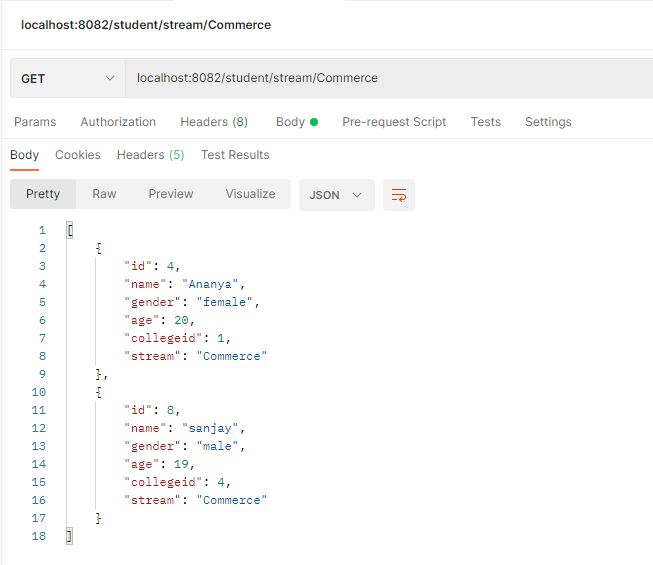 localhost:8082/student/stream/Commerce
GET localhost:8082/student/stream/Commerce
Params Authorization Headers (8) Body Pre-request Script Tests Settings
Body Cookies Headers (5) Test Results
Pretty Raw Preview Visualize JSON
1 [
2 {
3 "id": 4,
4 "name": "Ananya",
5 "gender": "female",
6 "age": 20,
7 "collegeid": 1,
8 "stream": "Commerce"
9 },
10 {
11 "id": 8,
12 "name": "sanjay",
13 "gender": "male",
14 "age": 19,
15 "collegeid": 4,
16 "stream": "Commerce"
17 }
18 ]